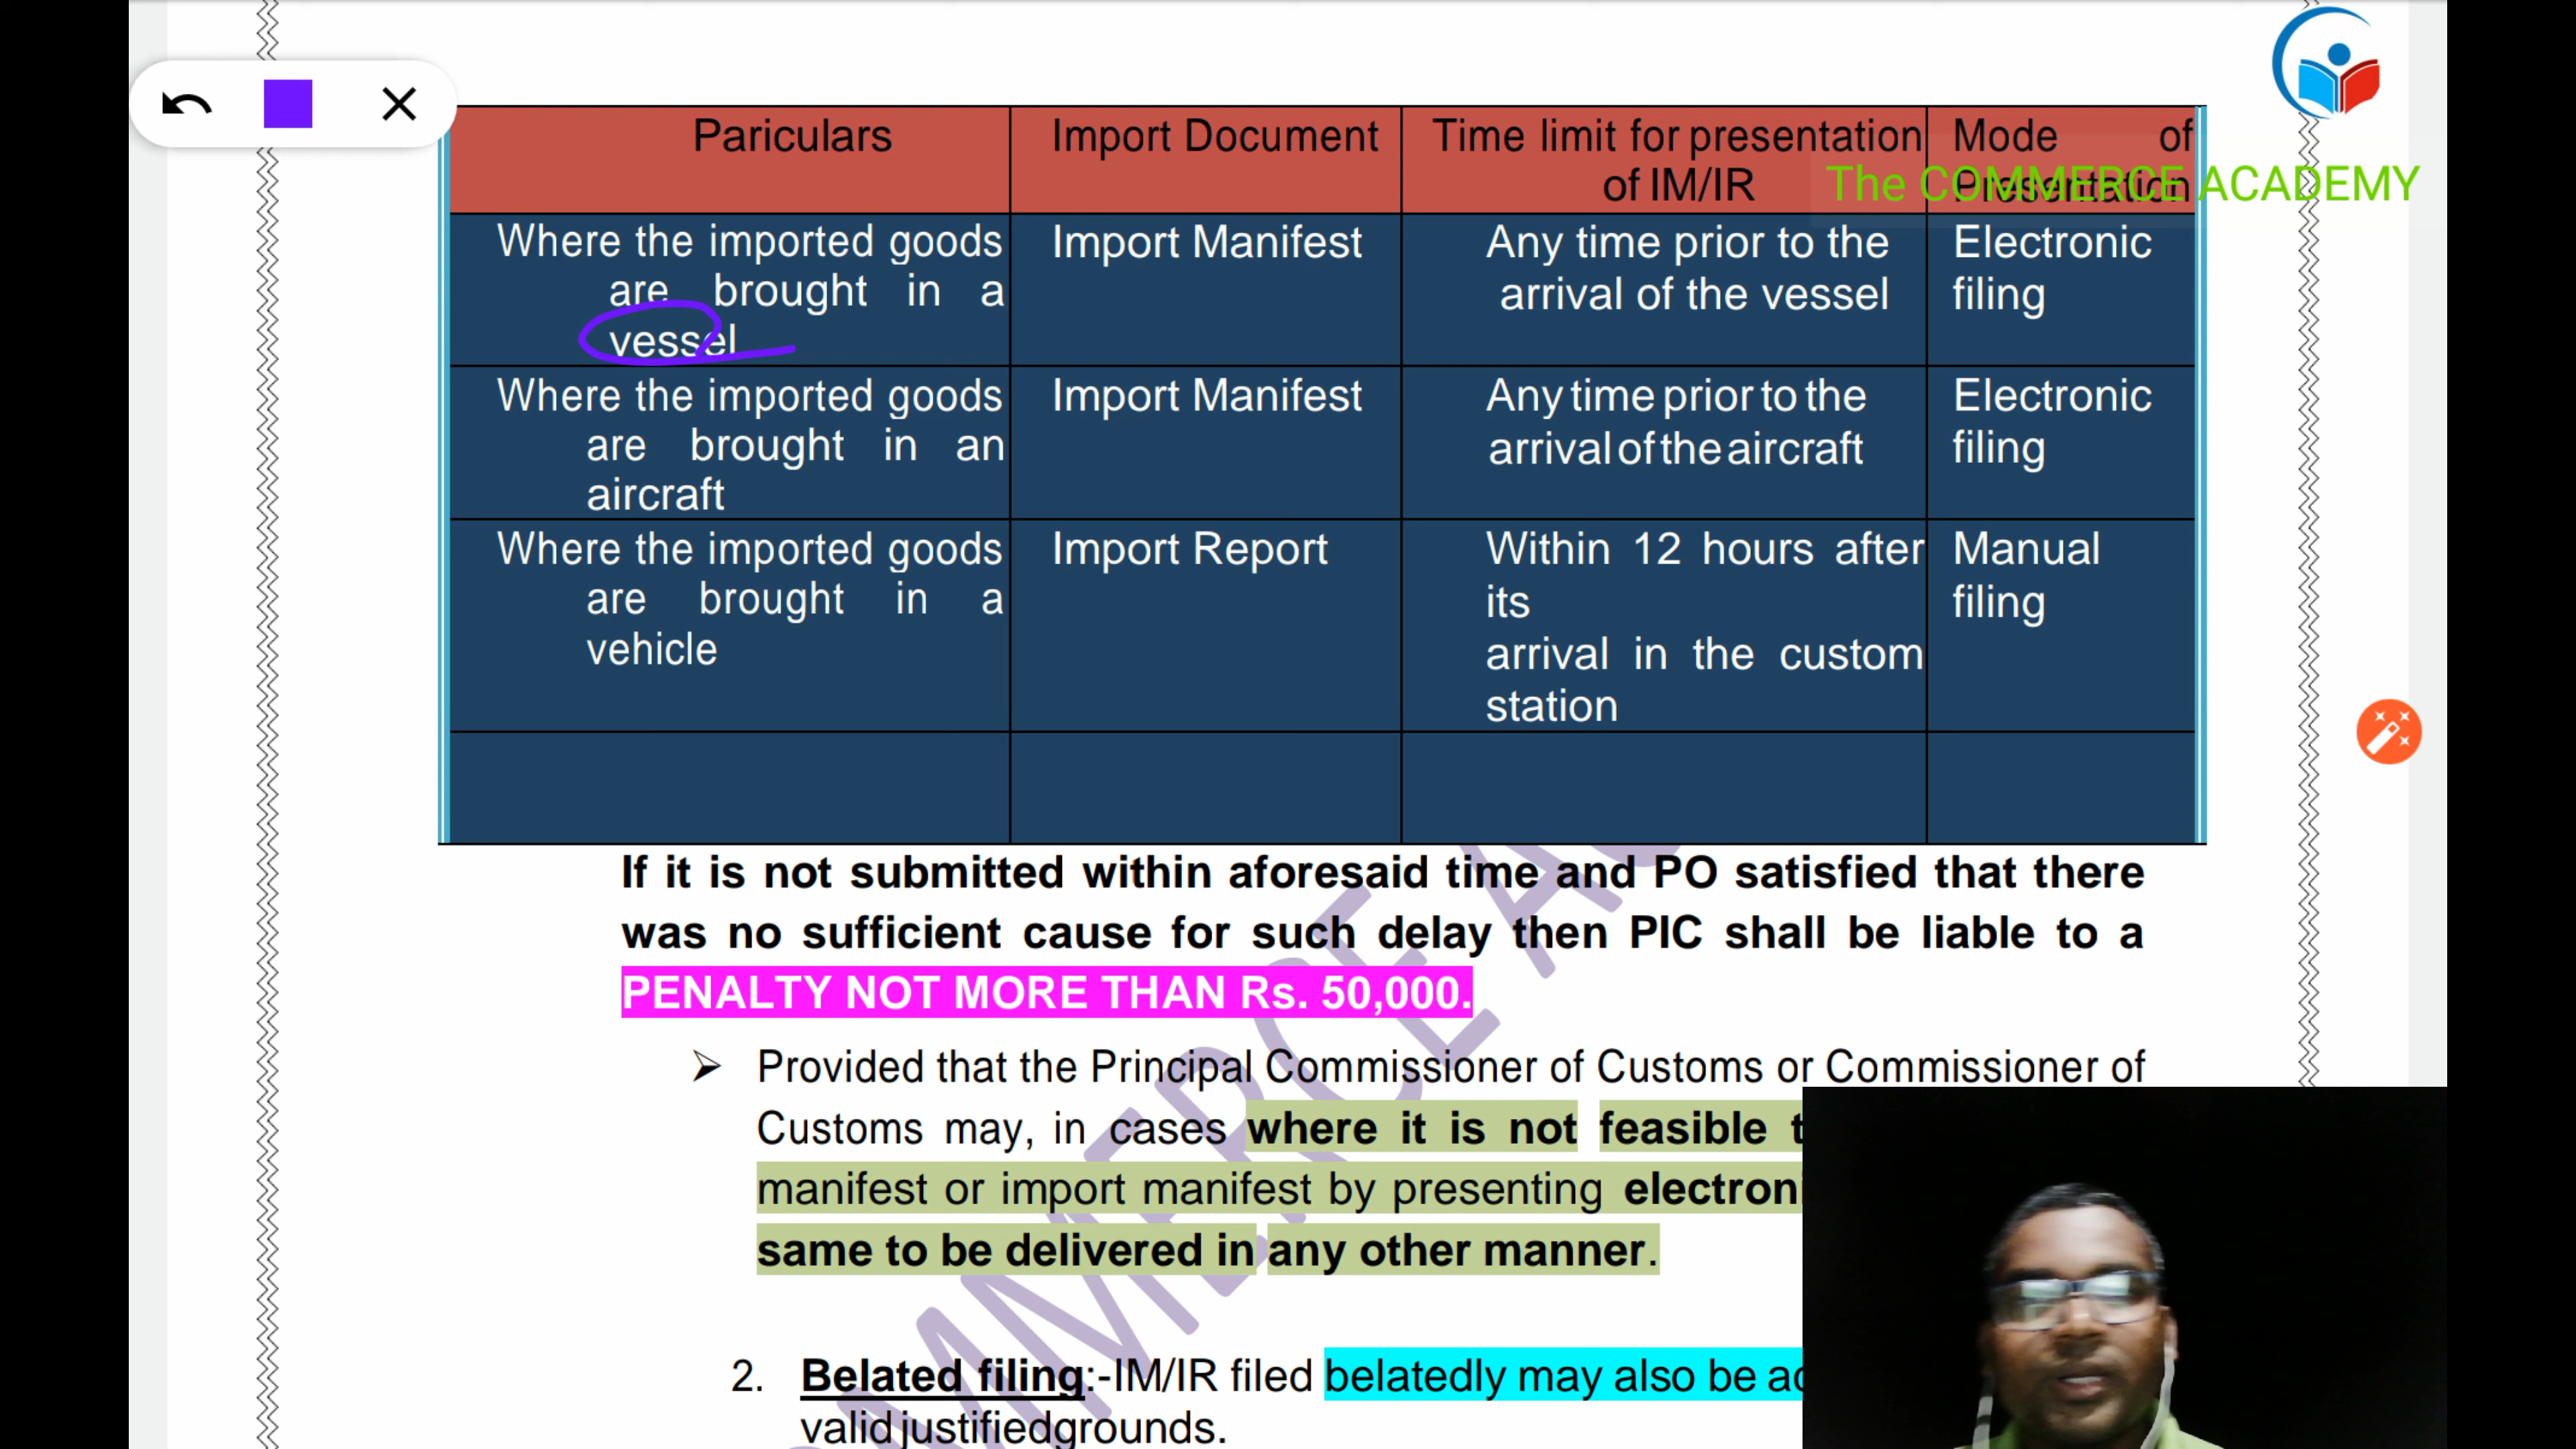 Pariculars
Import Document
Time limit for presentation
of IM/IR
Mode of
Presentation
The COMMERCE ACADEMY
Where the imported goods
are brought in a
vessel
Import Manifest
Any time prior to the
arrival of the vessel
Electronic
filing
Where the imported goods
are brought in an
aircraft
Import Manifest
Any time prior to the
arrival of the aircraft
Electronic
filing
Where the imported goods
are brought in a
vehicle
Import Report
Within 12 hours after
its
arrival in the custom
station
Manual
filing
If it is not submitted within aforesaid time and PO satisfied that there
was no sufficient cause for such delay then PIC shall be liable to a
PENALTY NOT MORE THAN Rs. 50,000.
➢ Provided that the Principal Commissioner of Customs or Commissioner of
Customs may, in cases where it is not feasible
manifest or import manifest by presenting
same to be delivered in any other manner.
2. Belated filing:-IM/IR filed belatedly may also be
valid justified grounds.